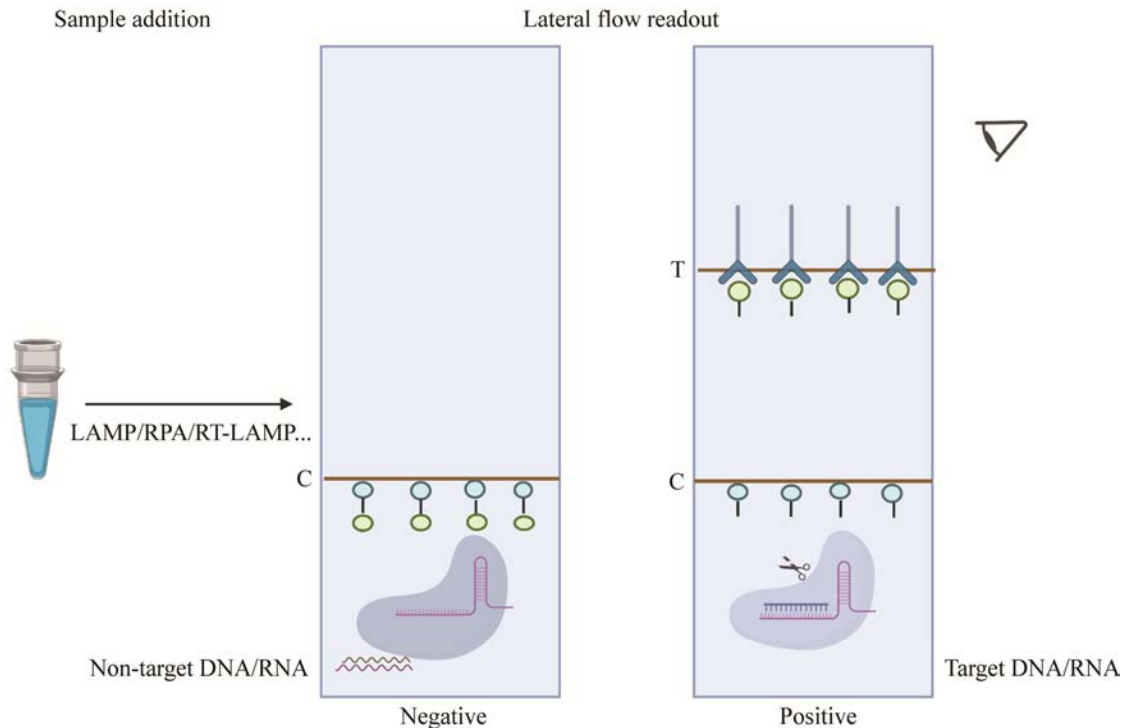 Sample addition
Lateral flow readout
T
LAMP/RPA/RT-LAMP...
C
C
Non-target DNA/RNA
Target DNA/RNA
Negative
Positive